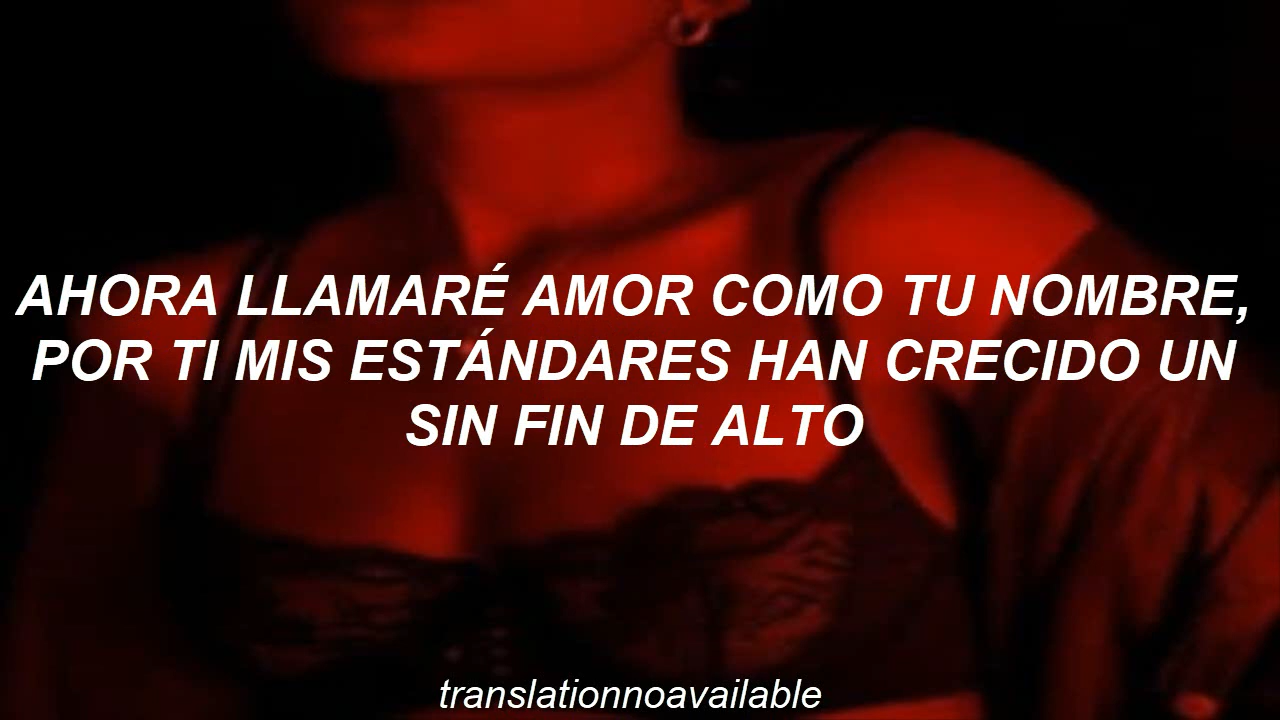 AHORA LLAMARÉ AMOR COMO TU NOMBRE,
POR TI MIS ESTÁNDARES HAN CRECIDO UN
SIN FIN DE ALTO
translationnoavailable